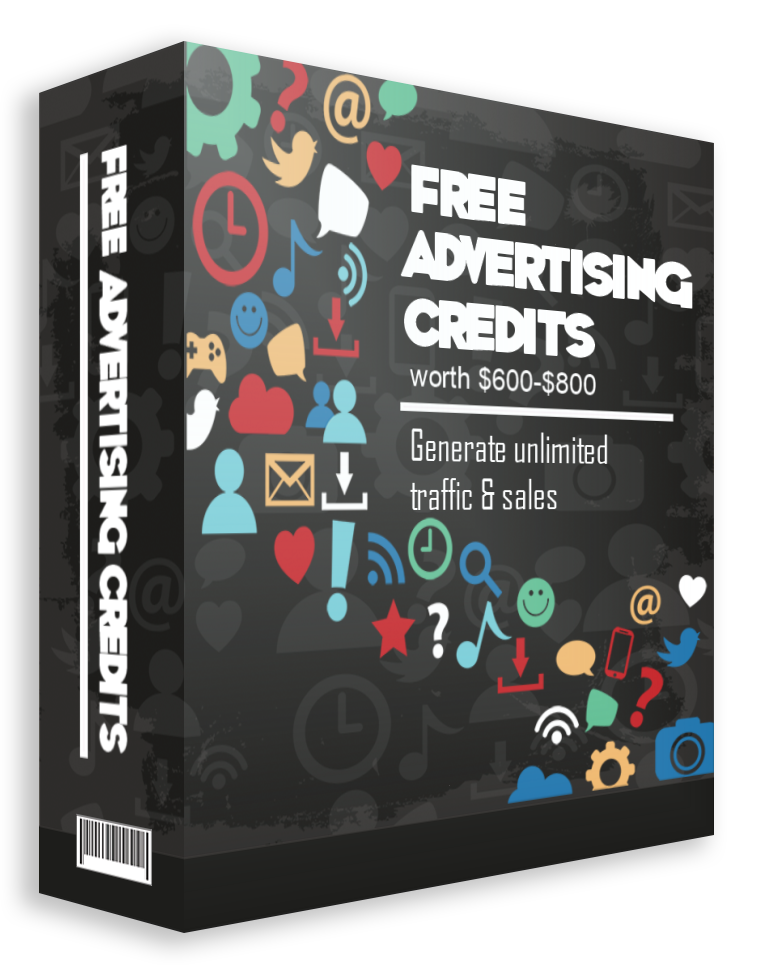 FREE ADVERTISING CREDITS
FREE
ADVERTISING
CREDITS
worth $600-$800
Generate unlimited
traffic & sales